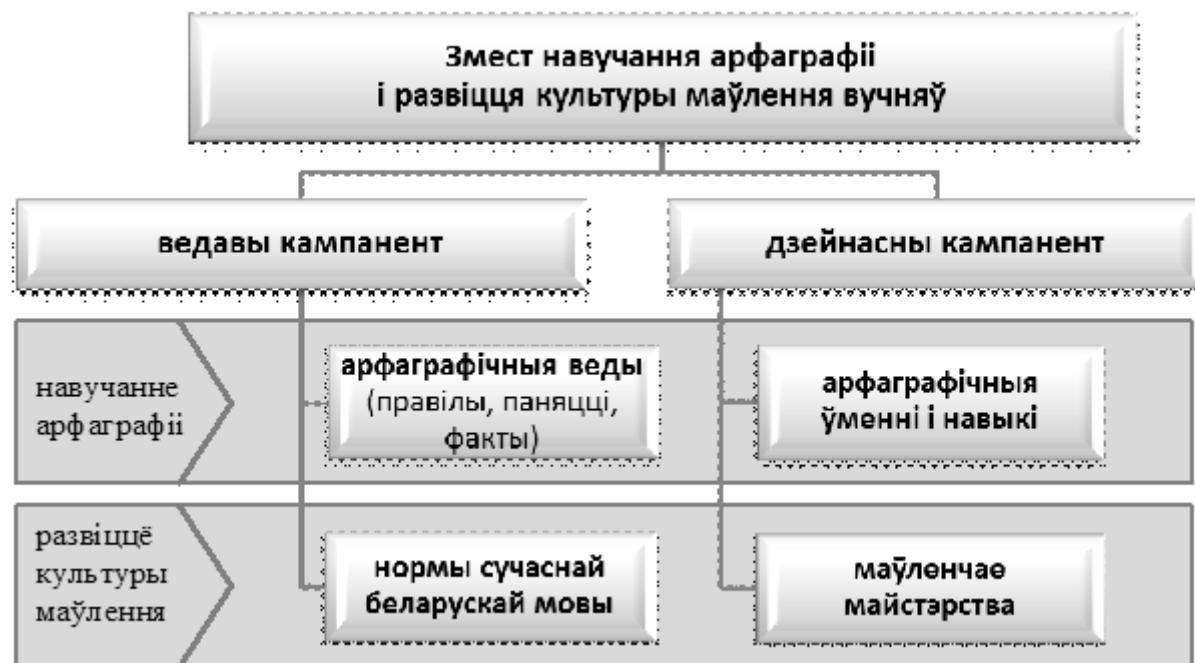 Змест навучання арфаграфіі
і развіцця культуры маўлення вучняў
ведавы кампанент
дзейнасны кампанент
навучанне
арфаграфіі
арфаграфічныя веды
(правілы, паняцці,
факты)
арфаграфічныя
ўменні і навыкі
развіццё
культуры
маўлення
нормы сучаснай
беларускай мовы
маўленчае
майстэрства